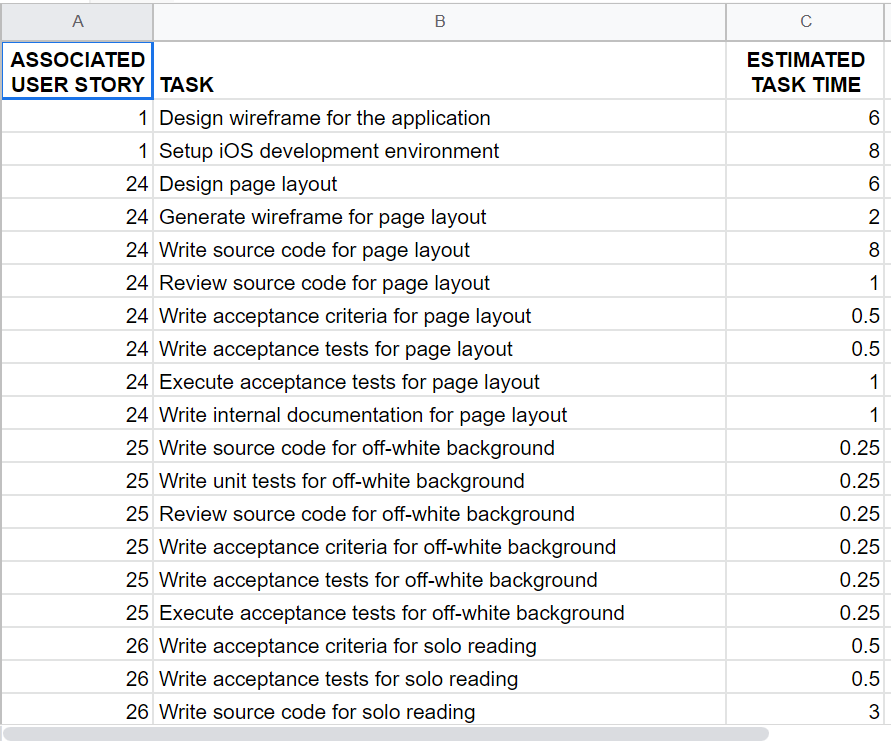 A B C
ASSOCIATED USER STORY TASK ESTIMATED TASK TIME
1 Design wireframe for the application 6
1 Setup iOS development environment 8
24 Design page layout 6
24 Generate wireframe for page layout 2
24 Write source code for page layout 8
24 Review source code for page layout 1
24 Write acceptance criteria for page layout 0.5
24 Write acceptance tests for page layout 0.5
24 Execute acceptance tests for page layout 1
24 Write internal documentation for page layout 1
25 Write source code for off-white background 0.25
25 Write unit tests for off-white background 0.25
25 Review source code for off-white background 0.25
25 Write acceptance criteria for off-white background 0.25
25 Write acceptance tests for off-white background 0.25
25 Execute acceptance tests for off-white background 0.25
26 Write acceptance criteria for solo reading 0.5
26 Write acceptance tests for solo reading 0.5
26 Write source code for solo reading 3